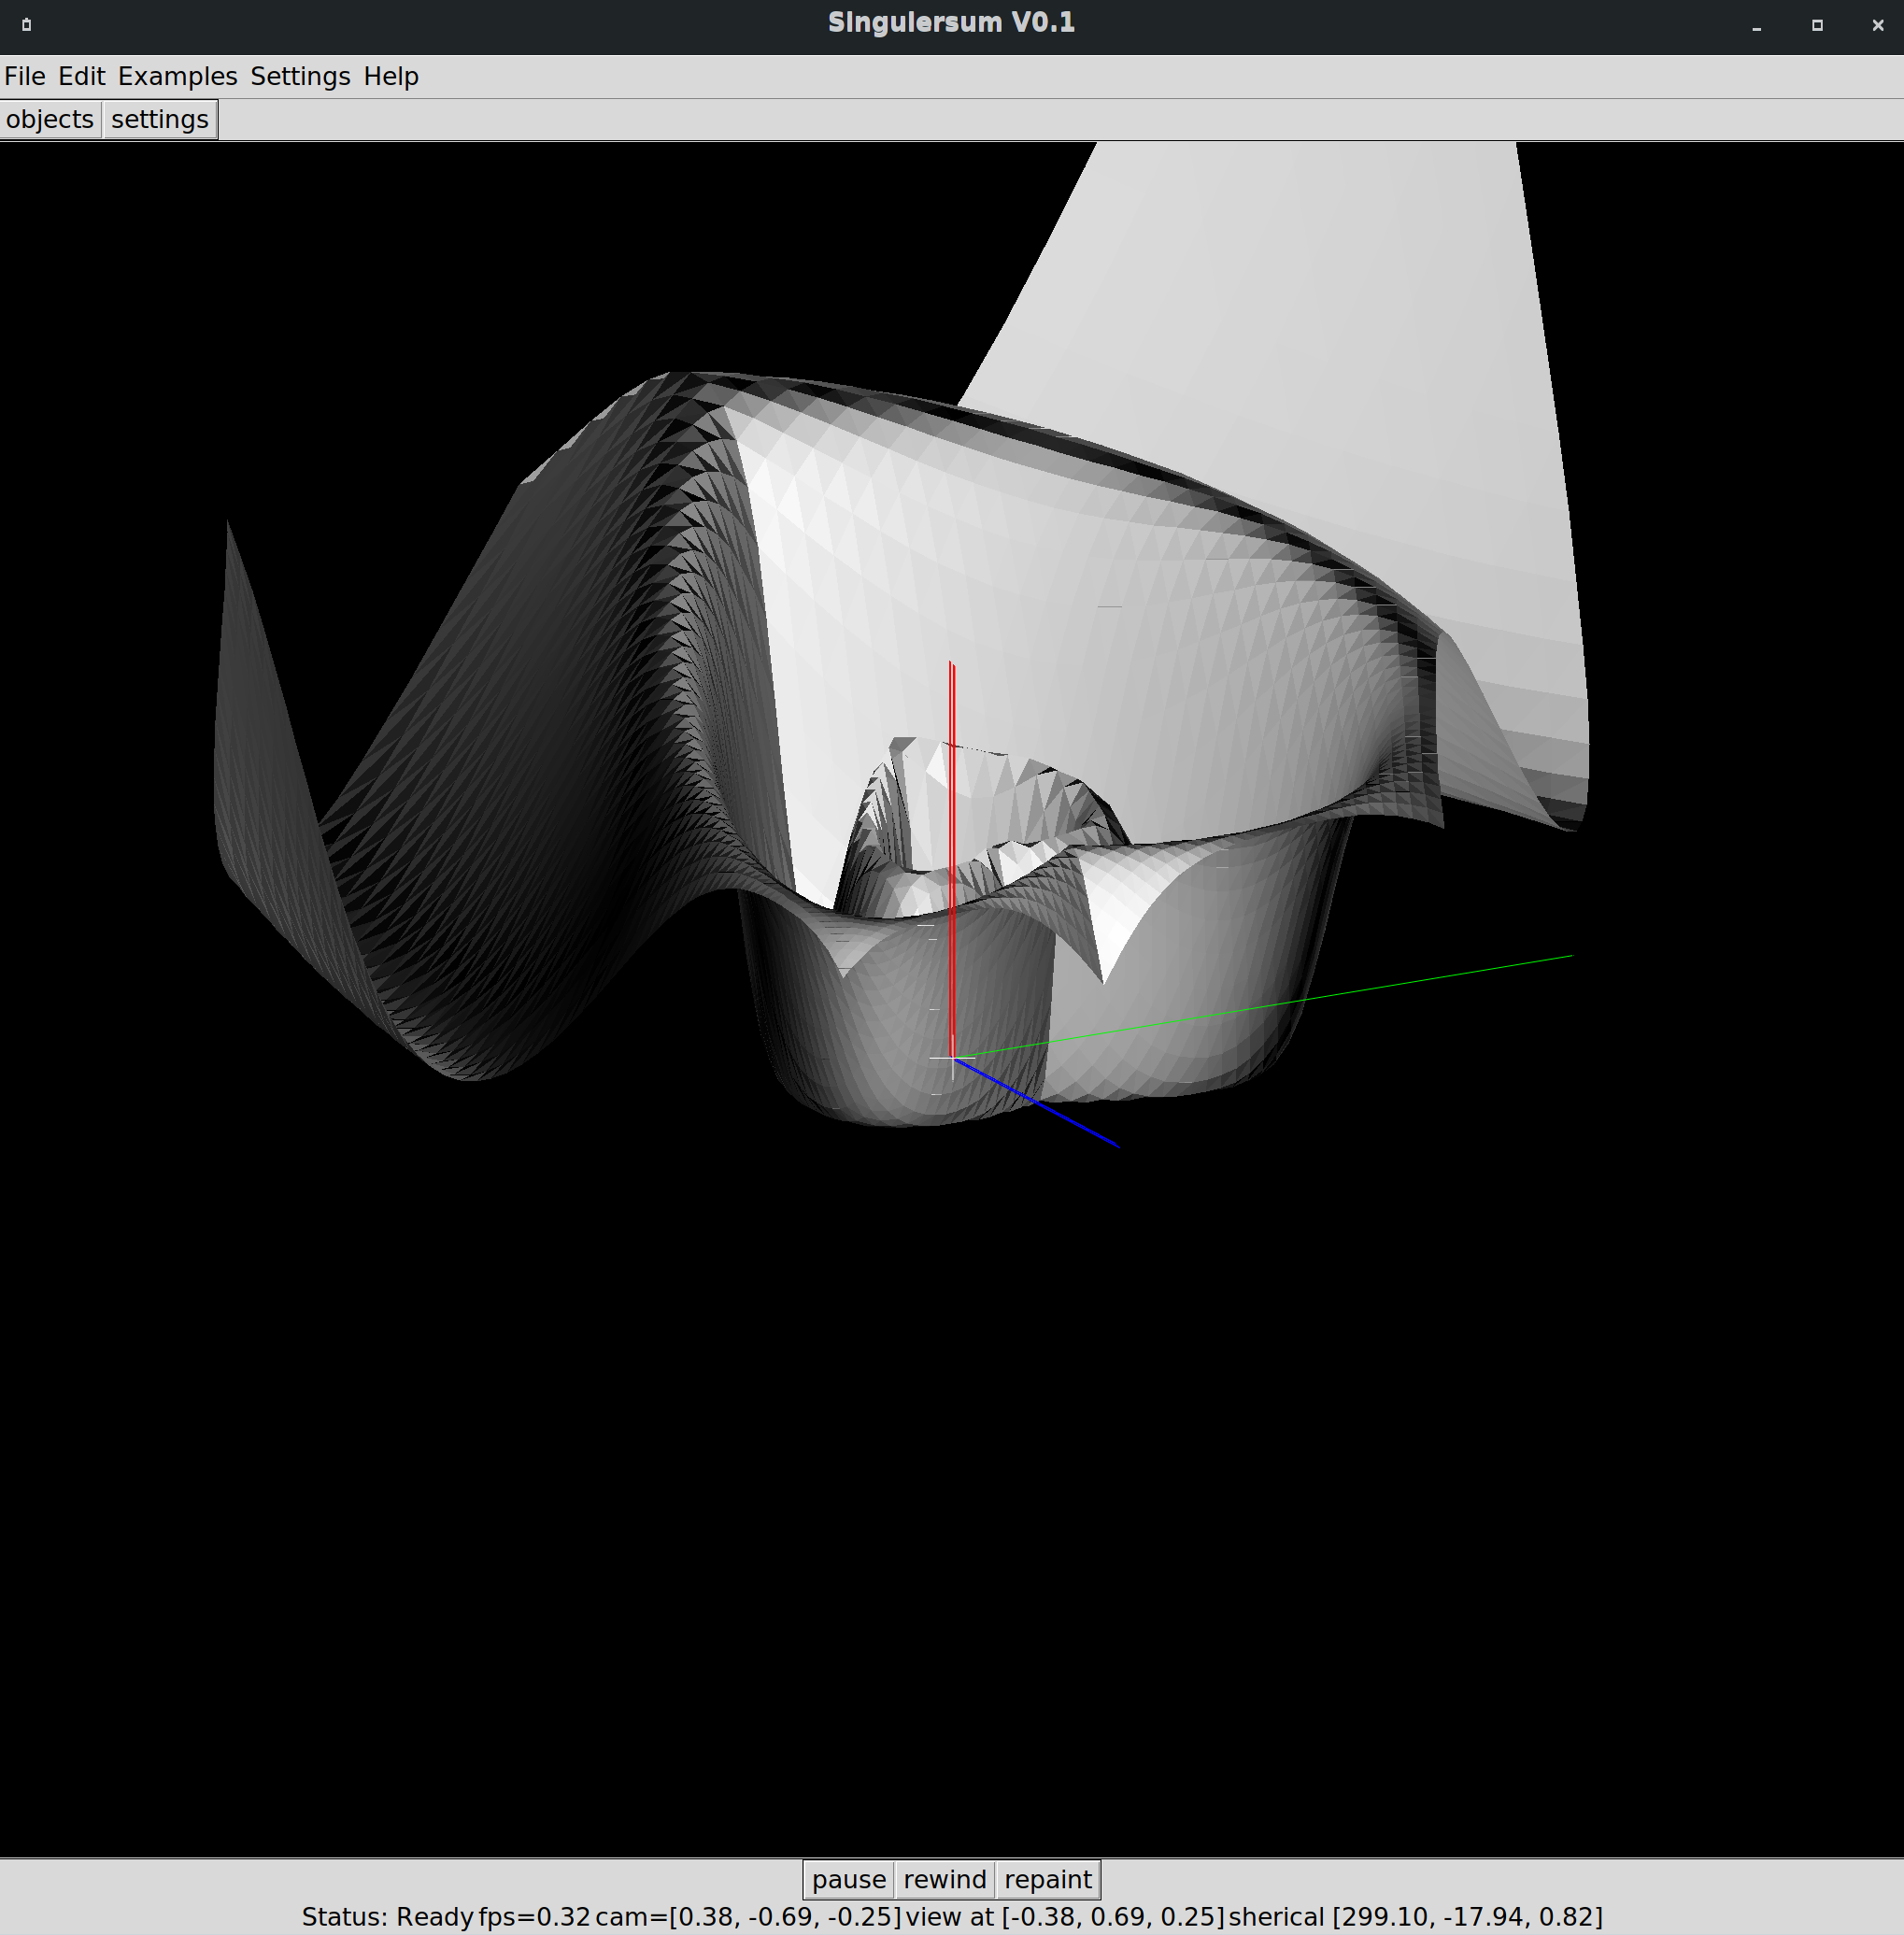 Singulersum V0.1
File Edit Examples Settings Help
objects settings
pause rewind repaint
Status: Ready fps=0.32 cam=[0.38, -0.69, -0.25] view at [-0.38, 0.69, 0.25] sherical [299.10, -17.94, 0.82]